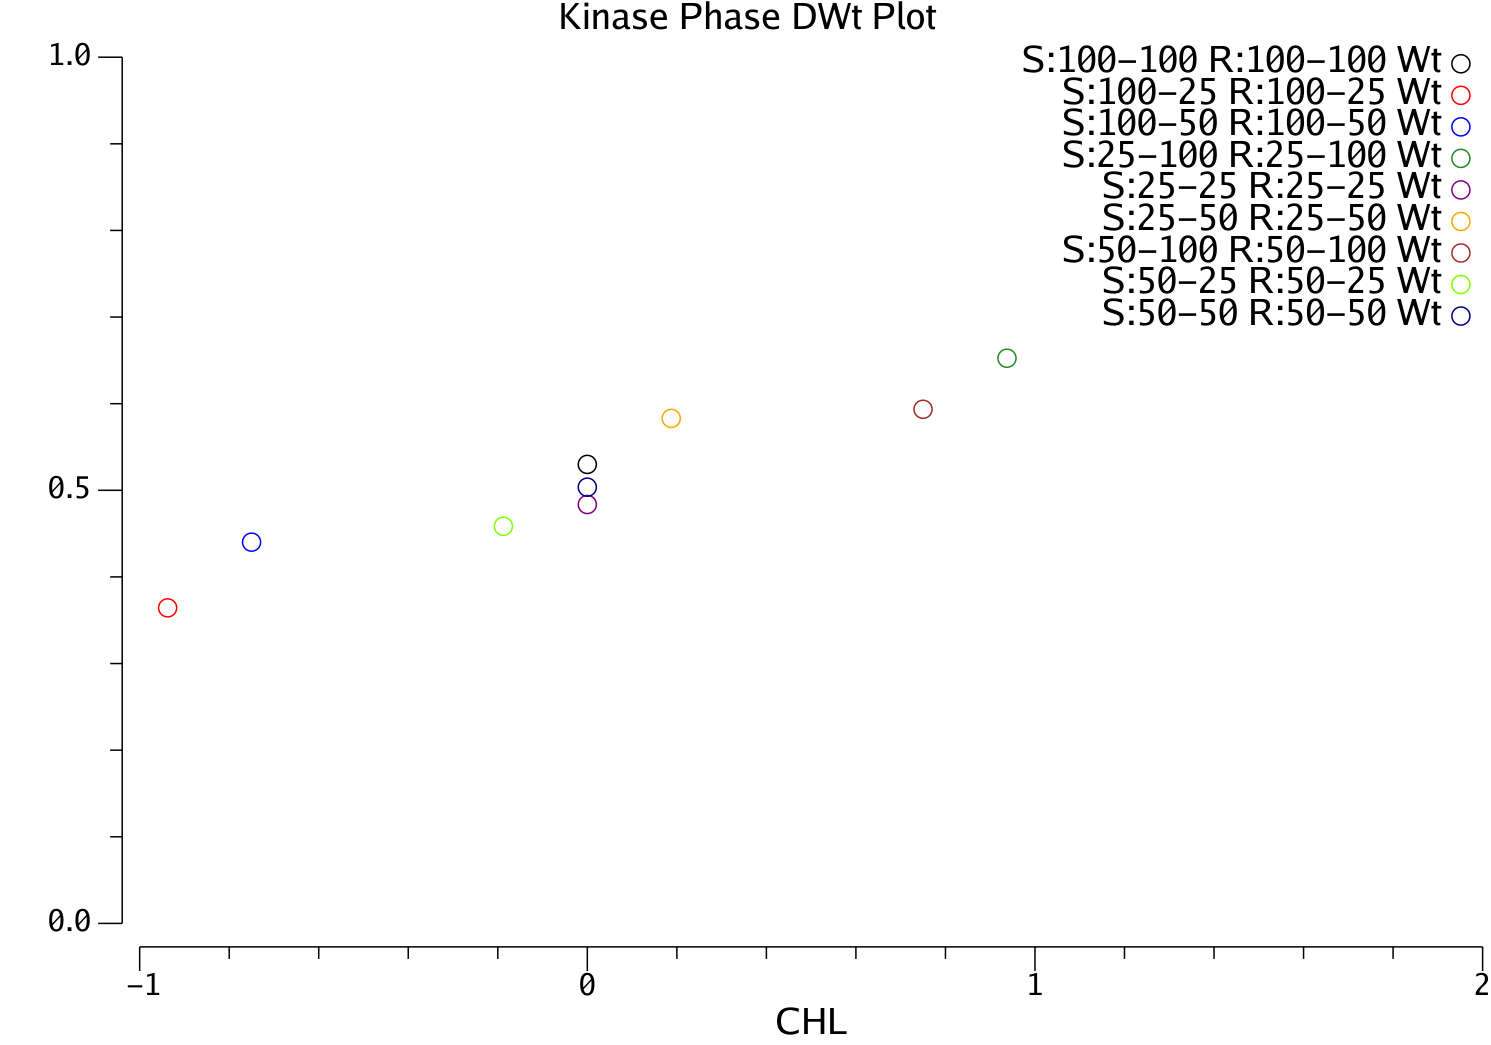 Kinase Phase DWt Plot
1.0
S:100-100 R:100-100 Wt
S:100-25 R:100-25 Wt
S:100-50 R:100-50 Wt
S:25-100 R:25-100 Wt
S:25-25 R:25-25 Wt
S:25-50 R:25-50 Wt
S:50-100 R:50-100 Wt
S:50-25 R:50-25 Wt
S:50-50 R:50-50 Wt
0.5
0.0
-1 0 1 2
CHL